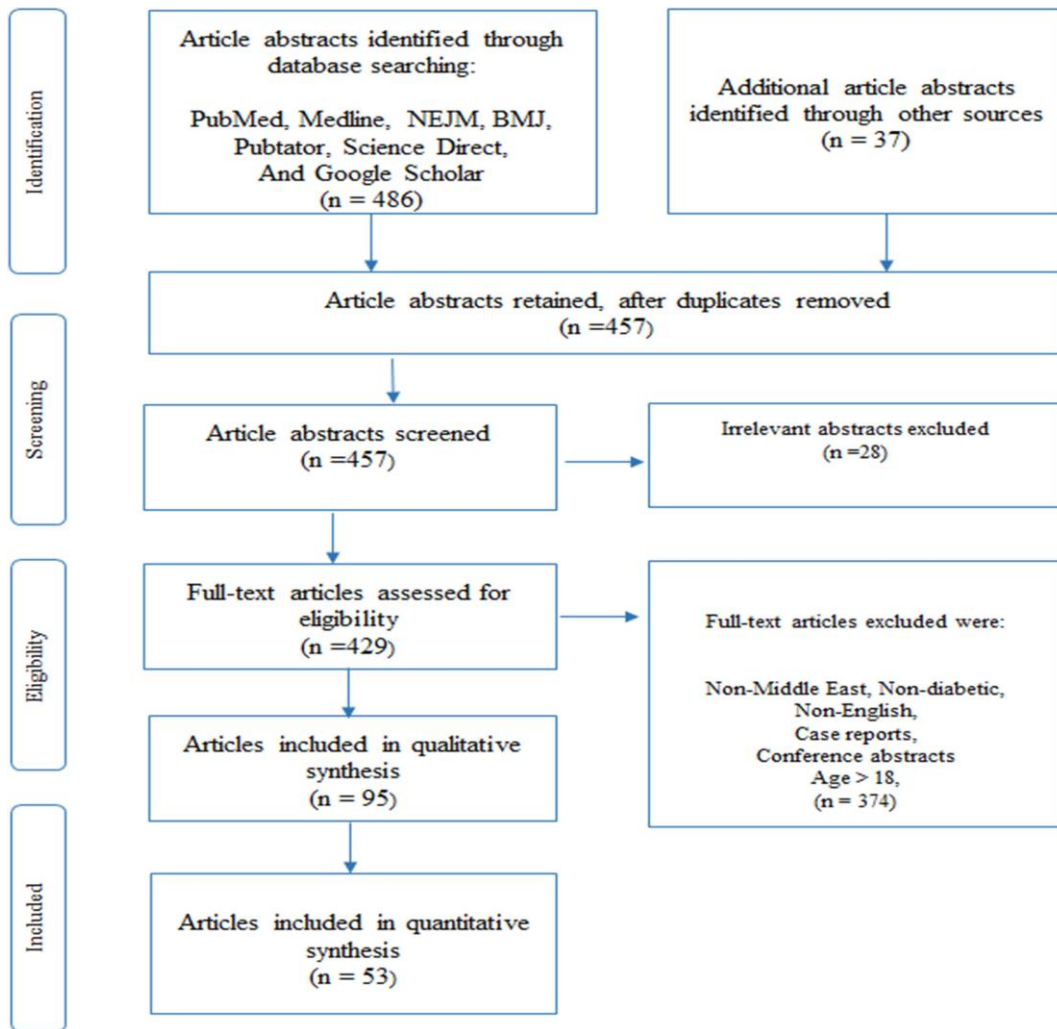 Identification
Article abstracts identified through
database searching:
PubMed, Medline, NEJM, BMJ,
Pubtator, Science Direct,
And Google Scholar
(n = 486)
Additional article abstracts
identified through other sources
(n = 37)
Article abstracts retained, after duplicates removed
(n =457)
Screening
Article abstracts screened
(n =457)
Irrelevant abstracts excluded
(n =28)
Eligibility
Full-text articles assessed for
eligibility
(n =429)
Full-text articles excluded were:
Non-Middle East, Non-diabetic,
Non-English,
Case reports,
Conference abstracts
Age > 18,
(n = 374)
Articles included in qualitative
synthesis
(n = 95)
Included
Articles included in quantitative
synthesis
(n = 53)